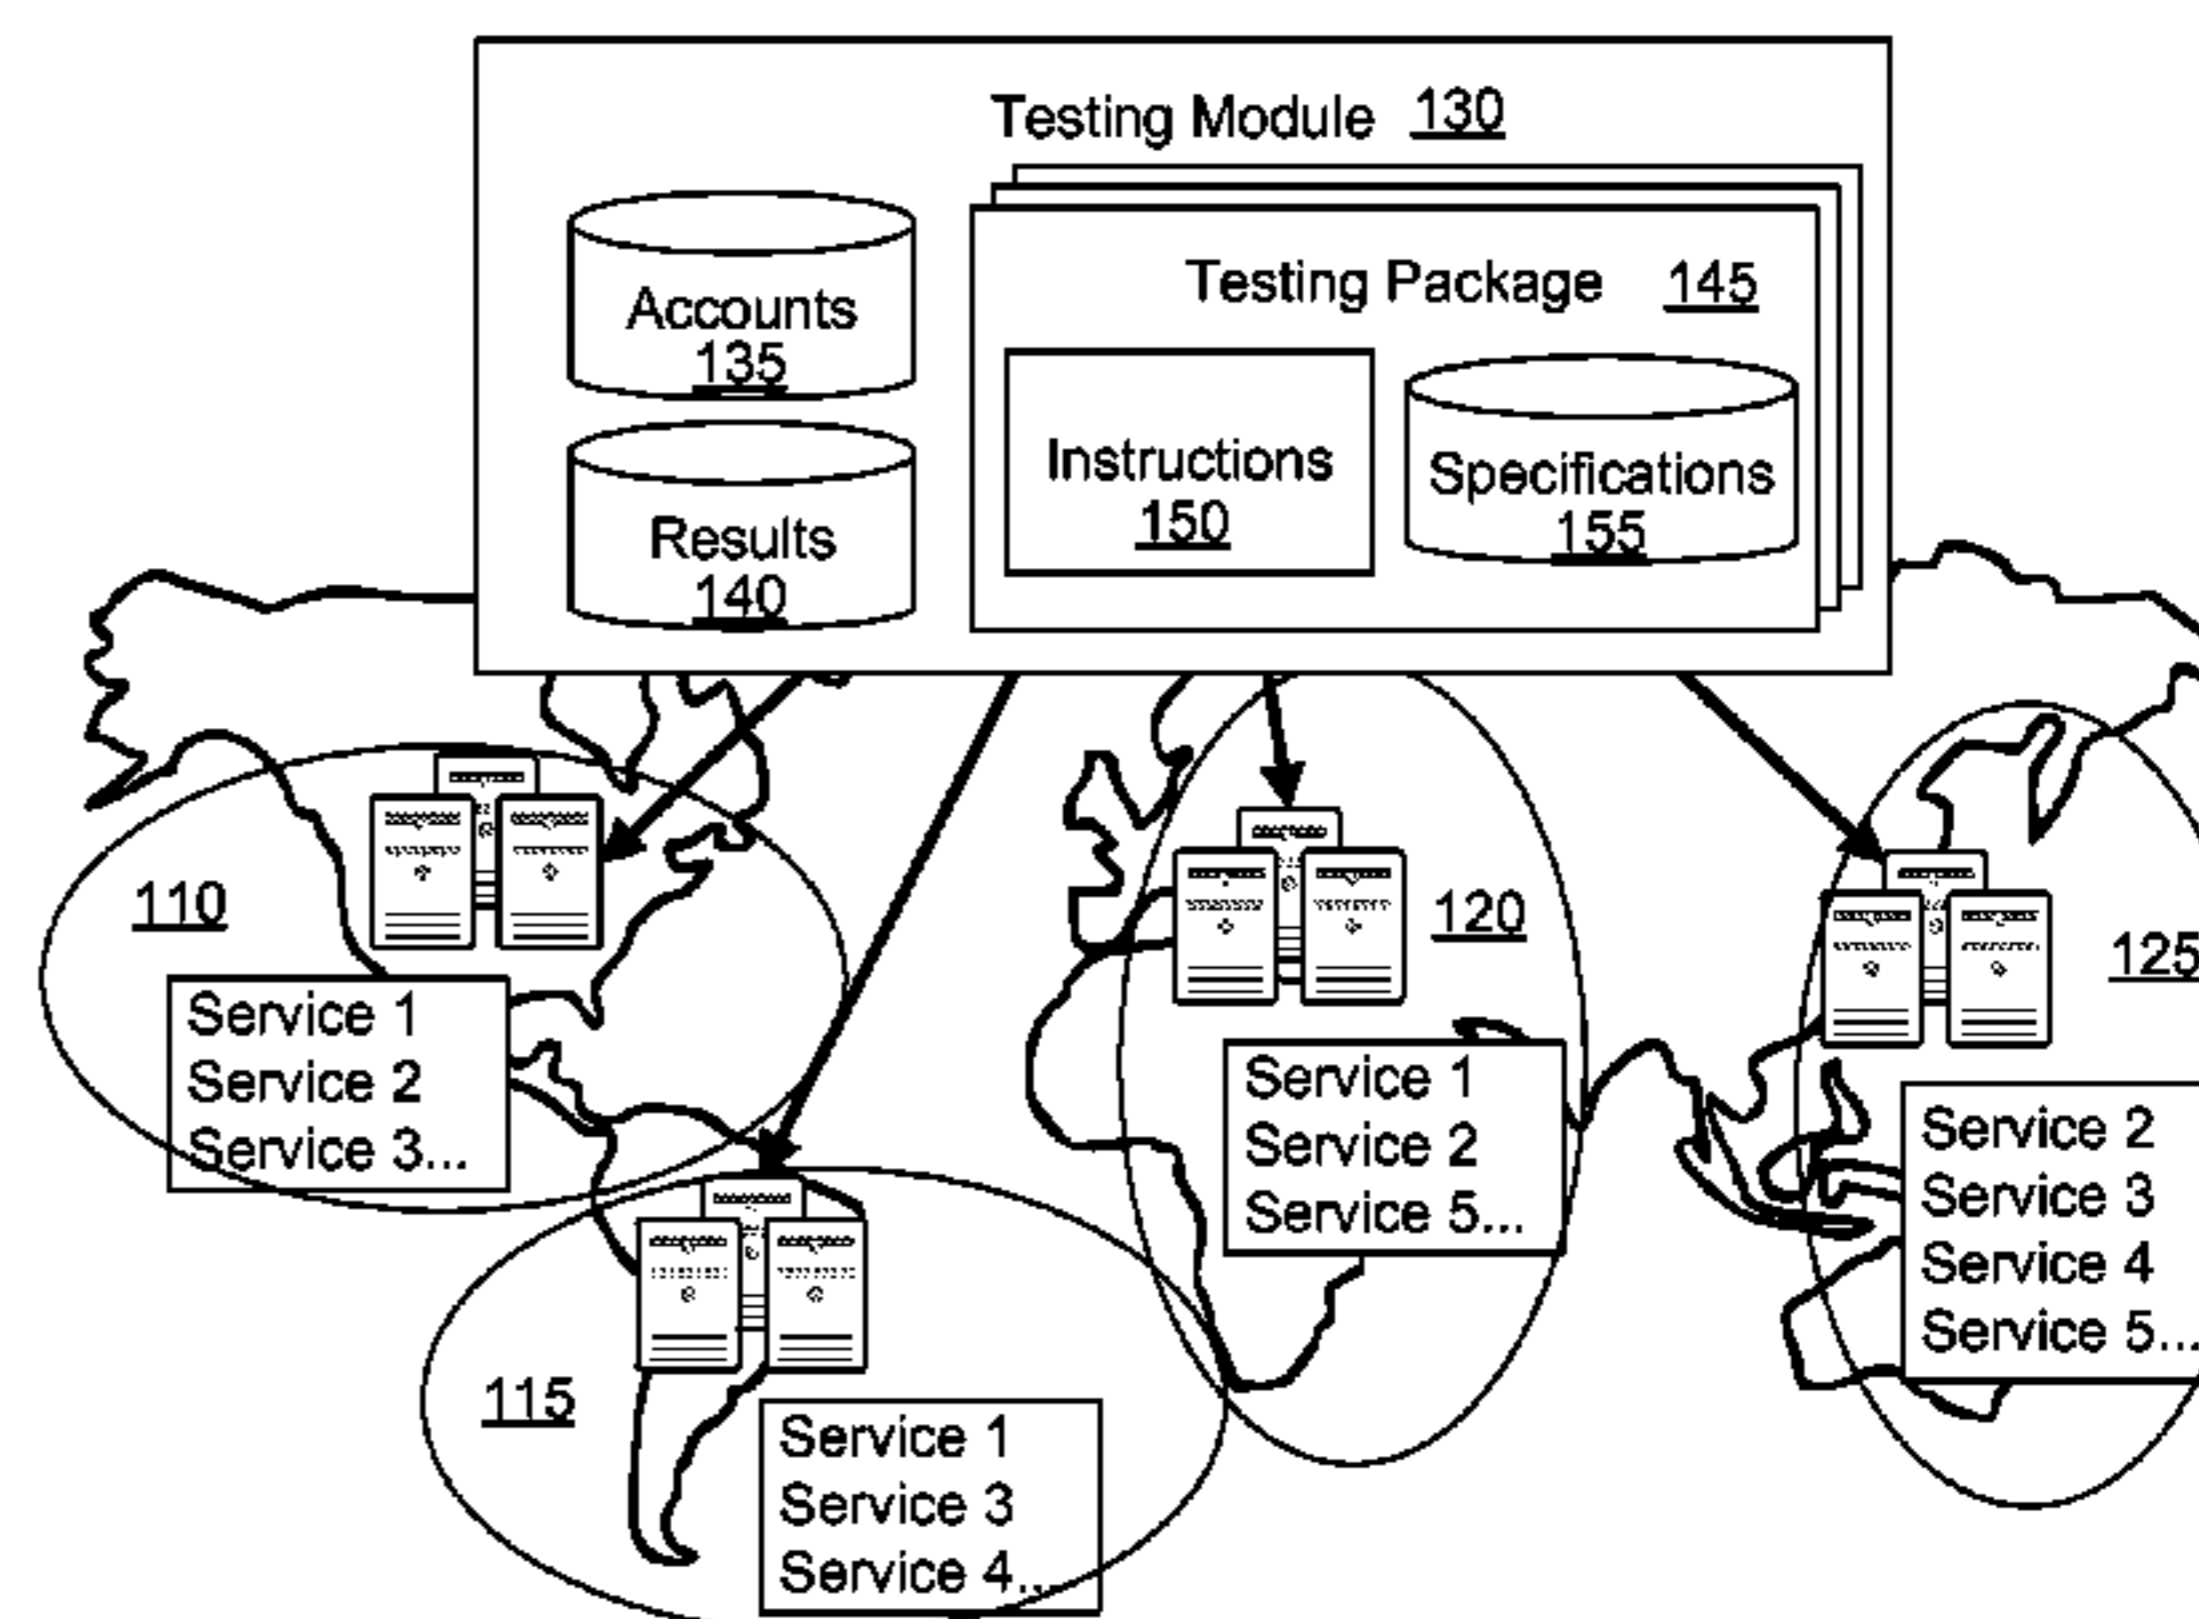 Testing Module 130
Accounts
135
Results
140
Testing Package 145
Instructions
150
Specifications
155
110
Service 1
Service 2
Service 3...
115
Service 1
Service 3
Service 4...
120
Service 1
Service 2
Service 5...
125
Service 2
Service 3
Service 4
Service 5...